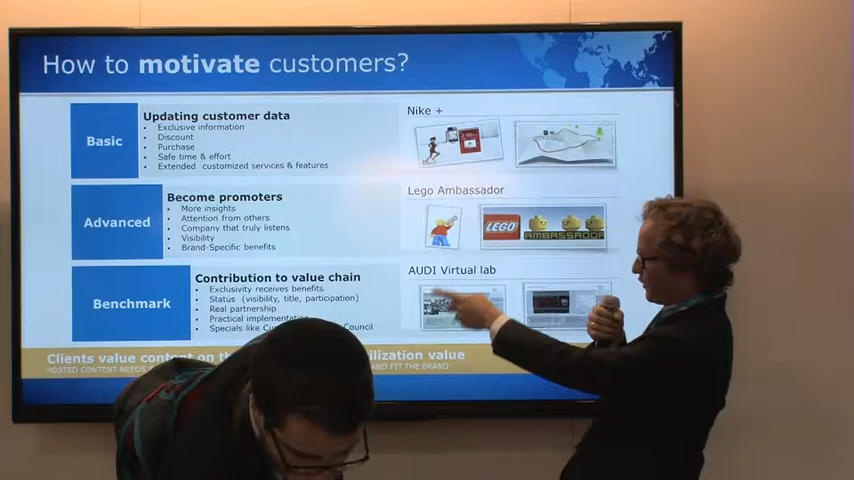 How to motivate customers?
Basic
Updating customer data
• Exclusive information
• Discount
• Purchase
• Safe time & effort
• Extended customized services & features
Nike +
Advanced
Become promoters
• More insights
• Attention from others
• Company that truly listens
• Visibility
• Brand-Specific benefits
Lego Ambassador
LEGO
AMBASSADOR
Benchmark
Contribution to value chain
• Exclusivity receives benefits
• Status (visibility, title, participation)
• Real partnership
• Practical implementation
• Specials like Cu Council
AUDI Virtual lab
Clients value content on th ilization value
POSTED CONTENT NEEDS AND FIT THE BRAND